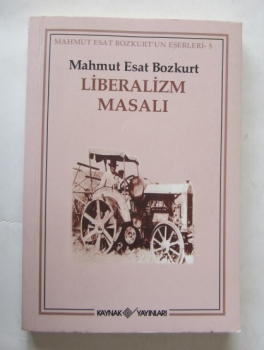 MAHMUT ESAT BOZKURT'UN ESERLERİ- 5
Mahmut Esat Bozkurt
LİBERALİZM
MASALI
KAYNAK YAYINLARI